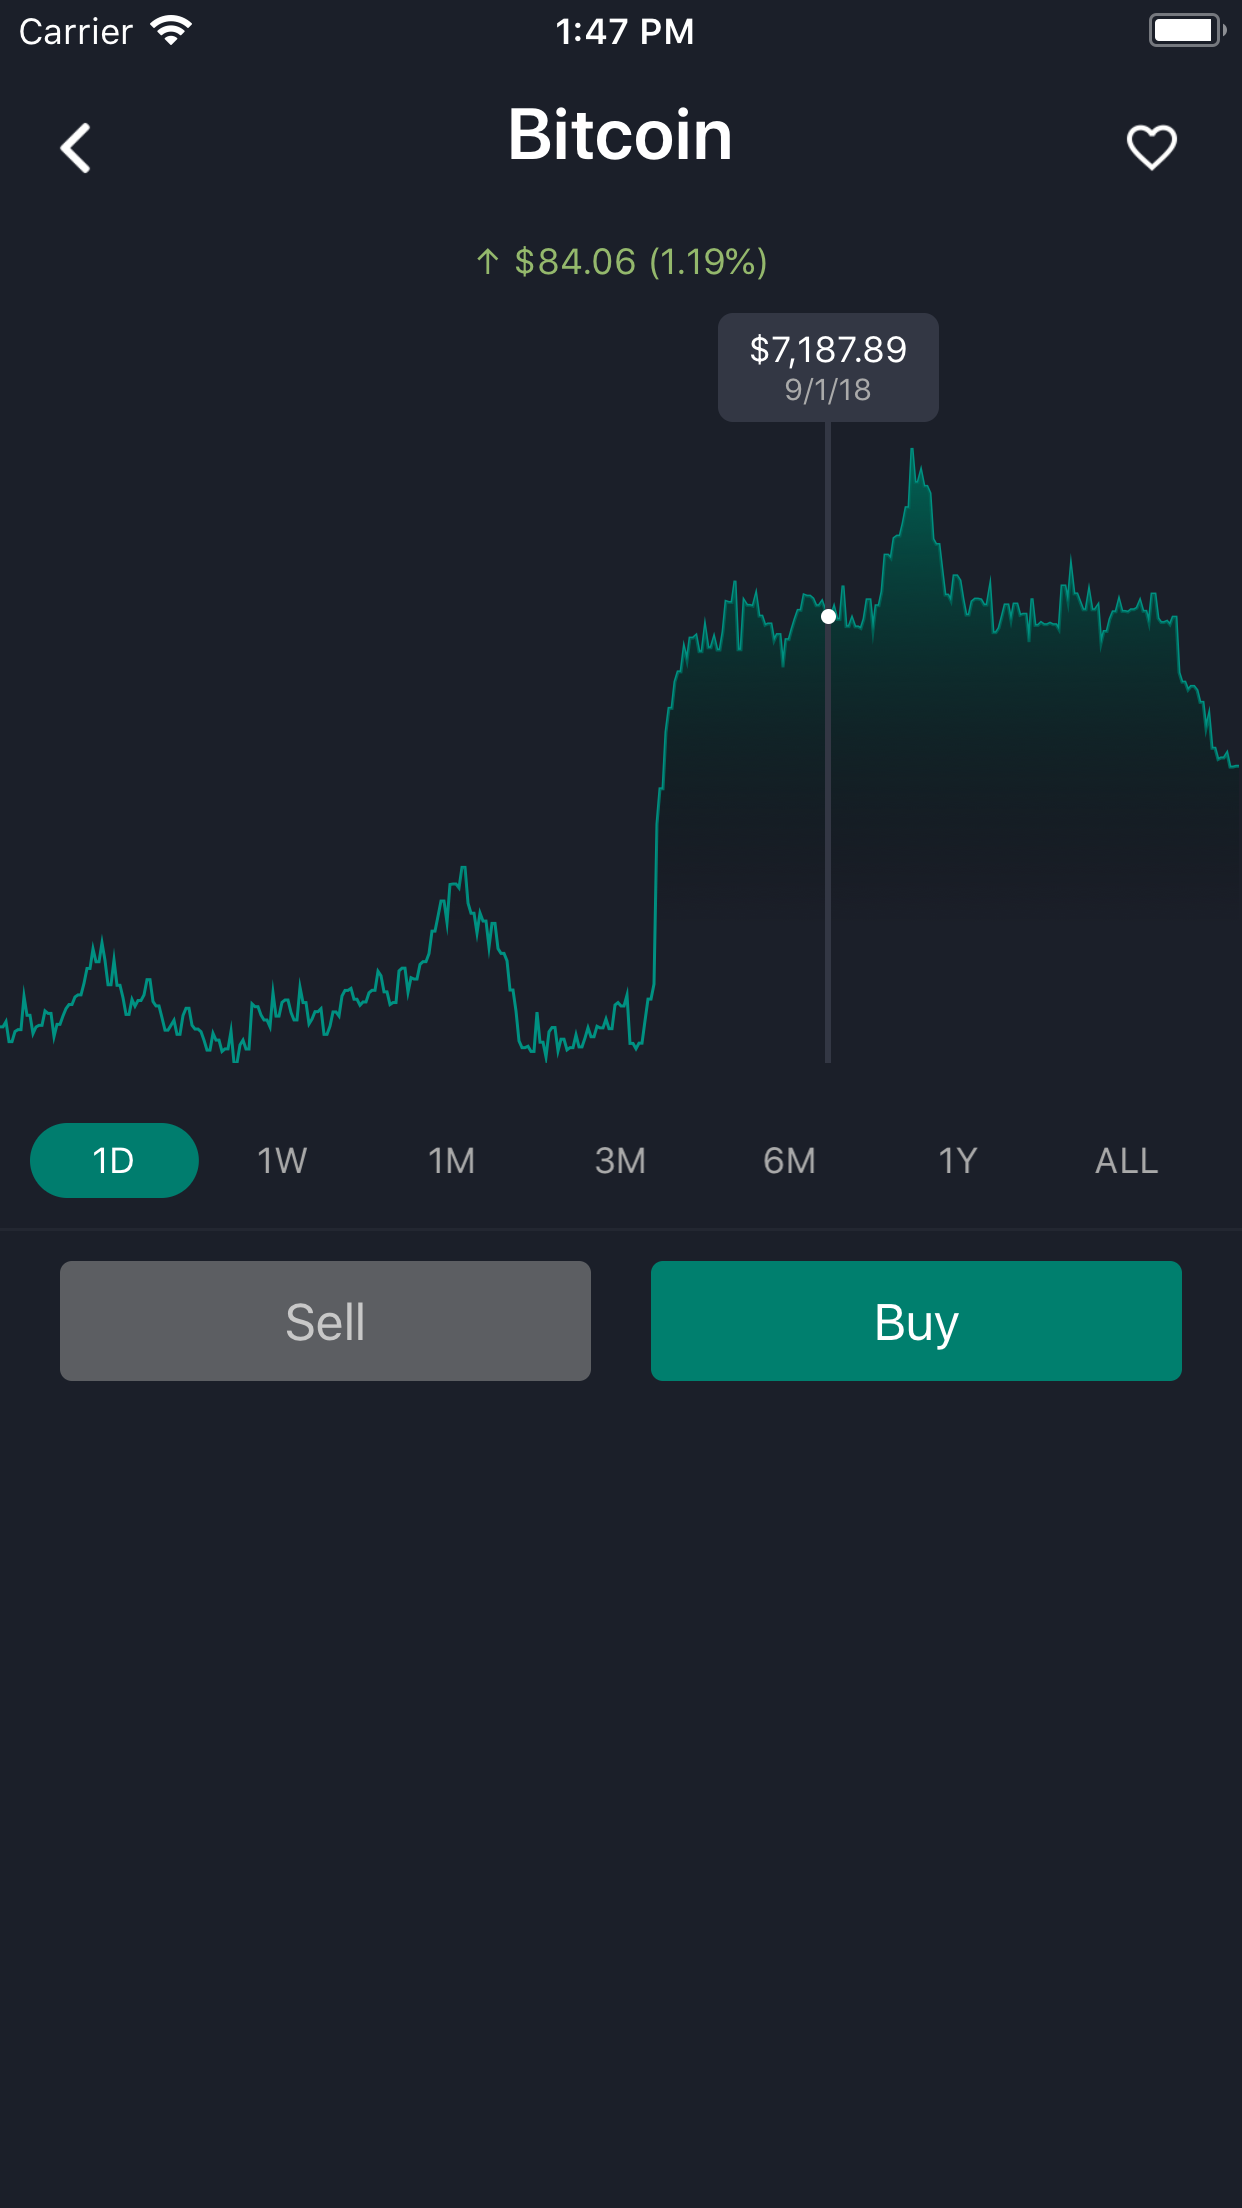 Carrier 1:47 PM
Bitcoin
↑ $84.06 (1.19%)
$7,187.89
9/1/18
1D 1W 1M 3M 6M 1Y ALL
Sell Buy